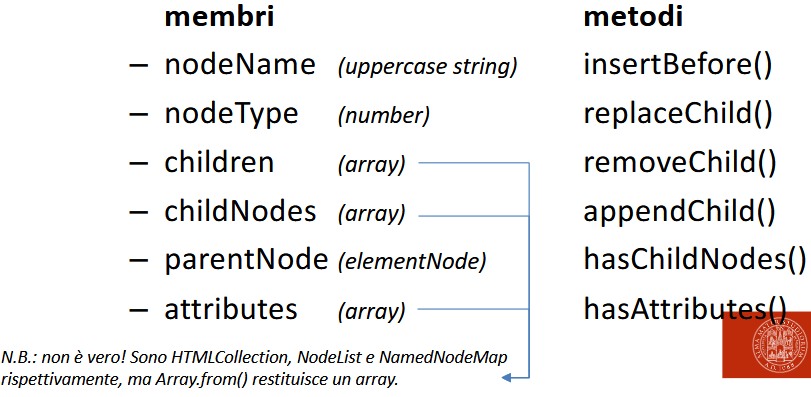 membri metodi
– nodeName (uppercase string) insertBefore()
– nodeType (number) replaceChild()
– children (array) removeChild()
– childNodes (array) appendChild()
– parentNode (elementNode) hasChildNodes()
– attributes (array) hasAttributes()
N.B.: non è vero! Sono HTMLCollection, NodeList e NamedNodeMap
rispettivamente, ma Array.from() restituisce un array.